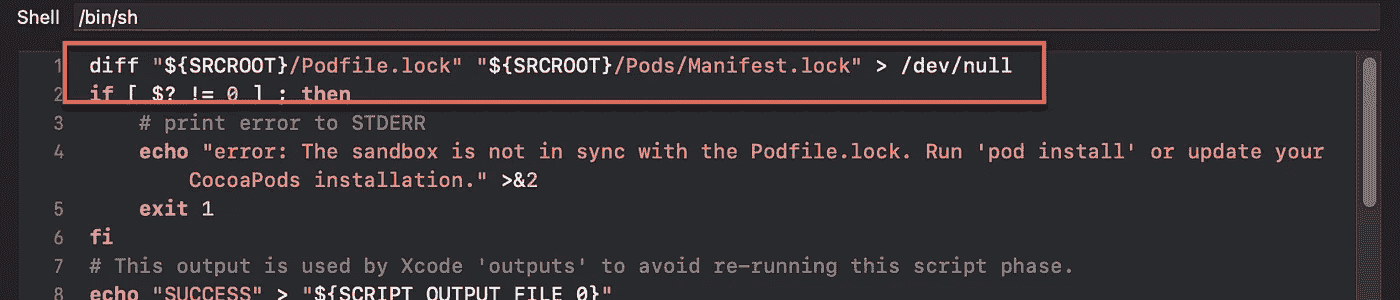 Shell /bin/sh
1 diff "${SRCROOT}/Podfile.lock" "${SRCROOT}/Pods/Manifest.lock" > /dev/null
2 if [ $? != 0 ] ; then
3 # print error to STDERR
4 echo "error: The sandbox is not in sync with the Podfile.lock. Run 'pod install' or update your
CocoaPods installation." >&2
5 exit 1
6 fi
7 # This output is used by Xcode 'outputs' to avoid re-running this script phase.
8 echo "SUCCESS" > "${SCRIPT_OUTPUT_FILE_0}"